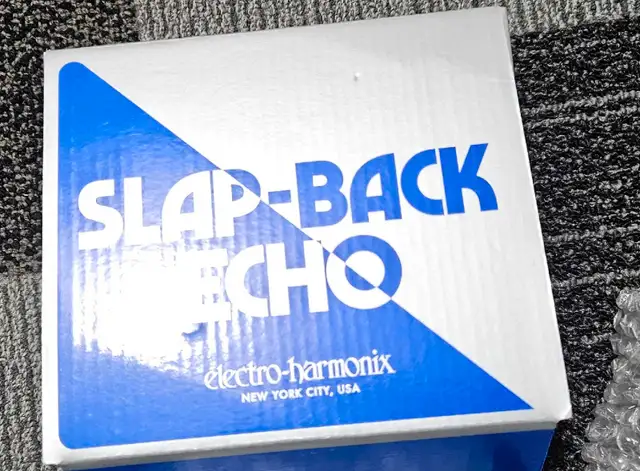 SLAP-BACK
ECHO
electro-harmonix
NEW YORK CITY, USA